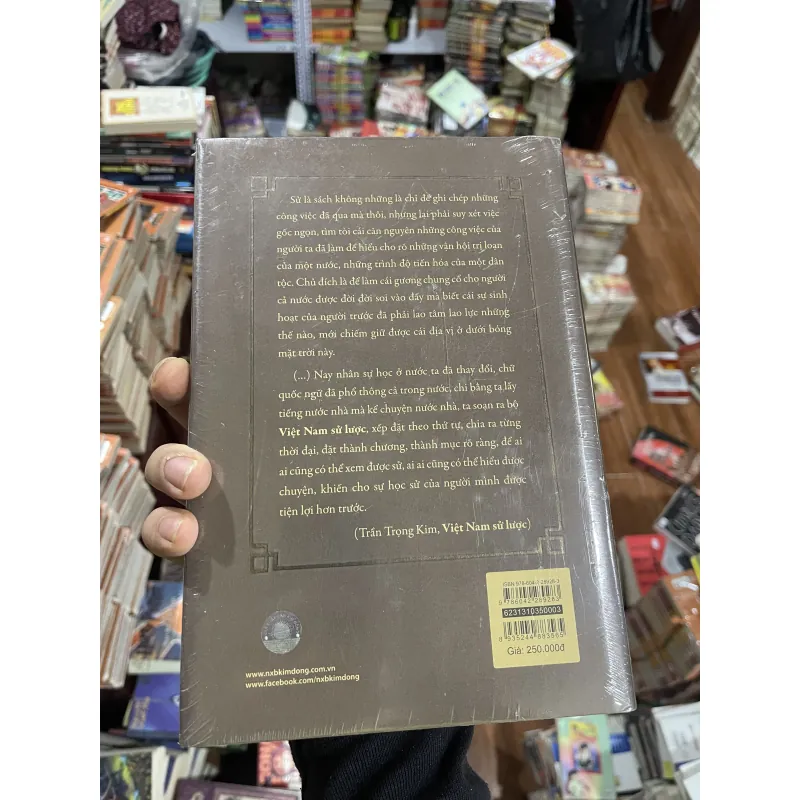 Sử là sách không những là chỉ để ghi chép những
công việc đã qua mà thôi, nhưng lại phải suy xét việc
gốc ngọn, tìm tòi cái căn nguyên những công việc của
người ta đã làm để hiểu cho rõ những vận hội trị loạn
của một nước, những trình độ tiến hóa của một dân
tộc. Chủ đích là để làm cái gương chung cổ cho người
cả nước được đời đời soi vào đấy mà biết cái sự sinh
hoạt của người trước đã phải lao tâm lao lực những
thế nào, mới chiếm giữ được cái địa vị ở dưới bóng
mặt trời này.
(...) Nay nhân sự học ở nước ta đã thay đổi, chữ
quốc ngữ đã phổ thông cả trong nước, chi bằng ta lấy
tiếng nước nhà mà kể chuyện nước nhà, ta soạn ra bộ
Việt Nam sử lược, xếp đặt theo thứ tự, chia ra từng
thời đại, đặt thành chương, thành mục rõ ràng, để ai
ai cũng có thể xem được sử, ai ai cũng có thể hiểu được
chuyện, khiến cho sự học sử của người mình được
tiện lợi hơn trước.
(Trần Trọng Kim, Việt Nam sử lược)
www.nxbkimdong.com.vn
www.facebook.com/nxbkimdong
9 786042 289263
6231310350003
8 935244 893965
Giá: 250.000đ